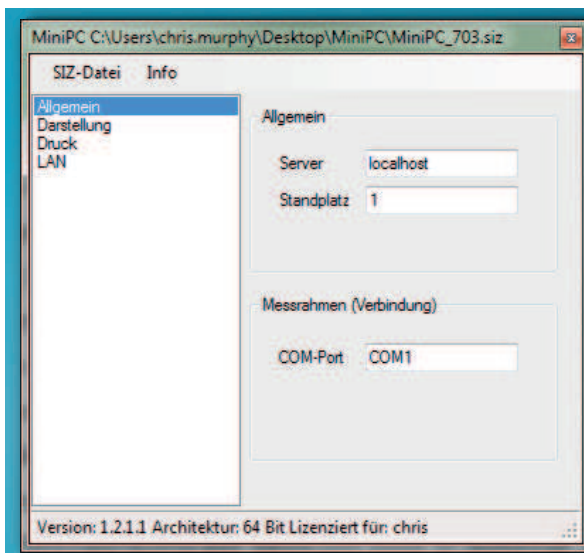 MiniPC C:\Users\chris.murphy\Desktop\MiniPC\MiniPC_703.siz
SIZ-Datei Info
Allgemein
Darstellung
Druck
LAN
Allgemein
Server localhost
Standplatz 1
Messrahmen (Verbindung)
COM-Port COM1
Version: 1.2.1.1 Architektur: 64 Bit Lizenziert für: chris